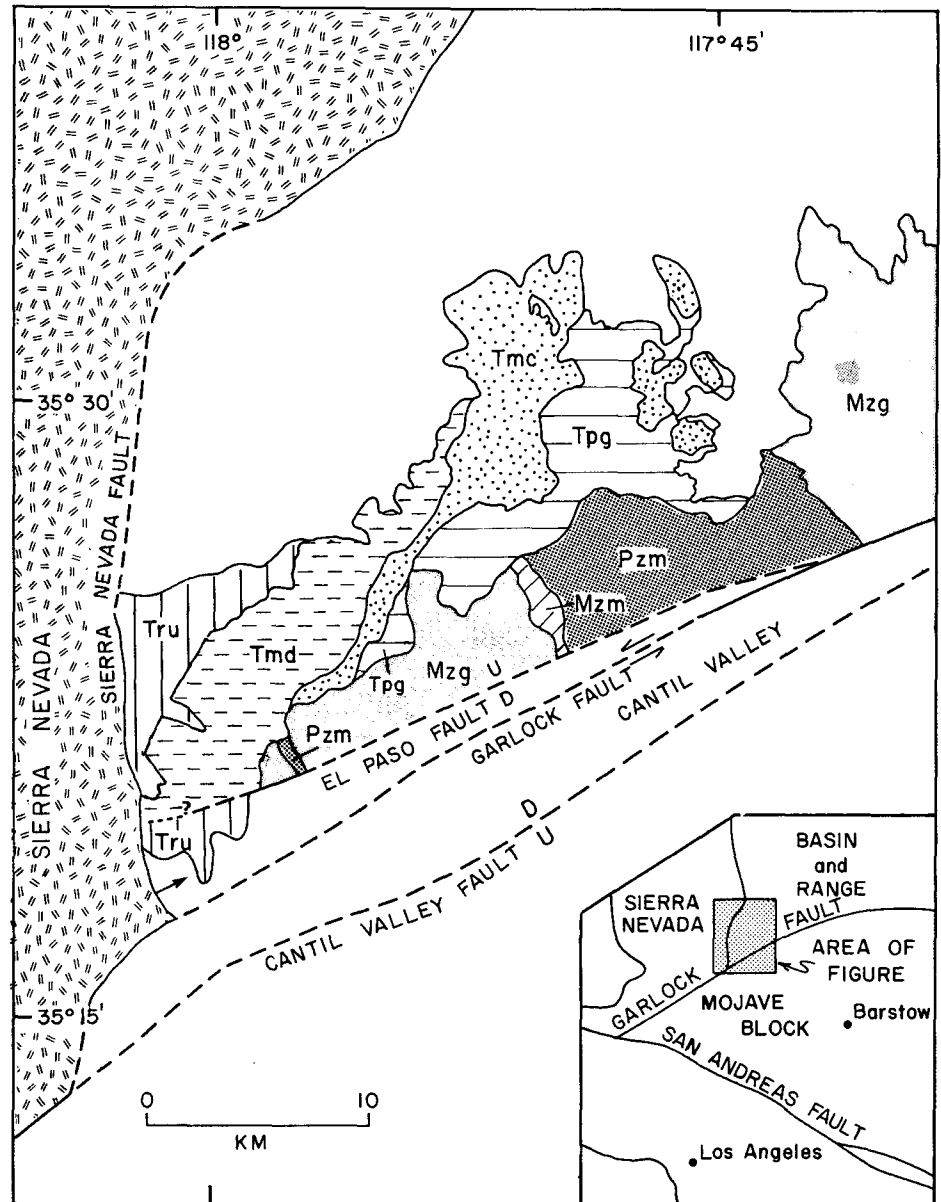 118°
117° 45'
35° 30'
35° 15'
SIERRA NEVADA FAULT
SIERRA NEVADA
Tmc
Tpg
Mzg
Pzm
Mzm
Tru
Tmd
Tpg
Mzg
Pzm
U
EL PASO FAULT D
GARLOCK FAULT
CANTIL VALLEY
?
Tru
D
CANTIL VALLEY FAULT U
0 10
KM
BASIN
and
RANGE
SIERRA
NEVADA
FAULT
AREA OF
FIGURE
GARLOCK
MOJAVE
BLOCK
Barstow
SAN ANDREAS FAULT
Los Angeles